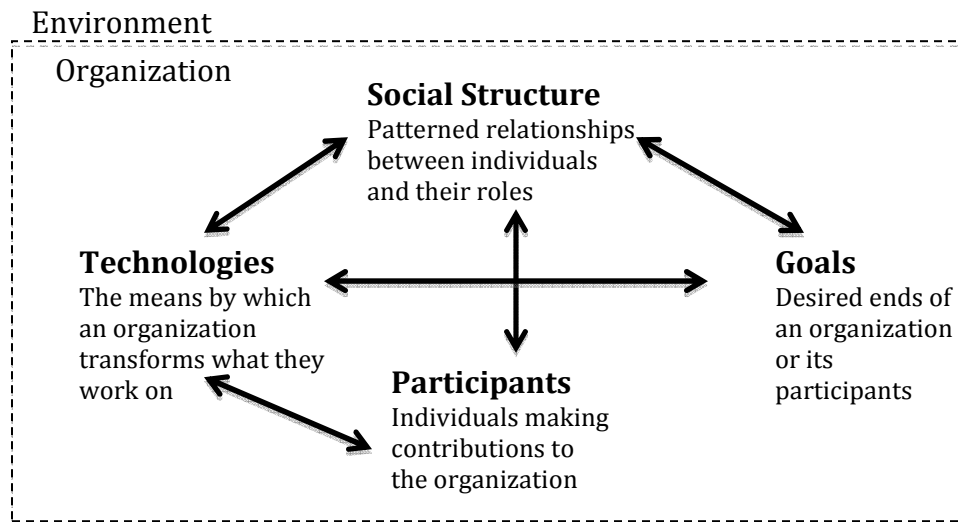 Environment
Organization
Social Structure
Patterned relationships
between individuals
and their roles
Technologies
The means by which
an organization
transforms what they
work on
Goals
Desired ends of
an organization
or its
participants
Participants
Individuals making
contributions to
the organization